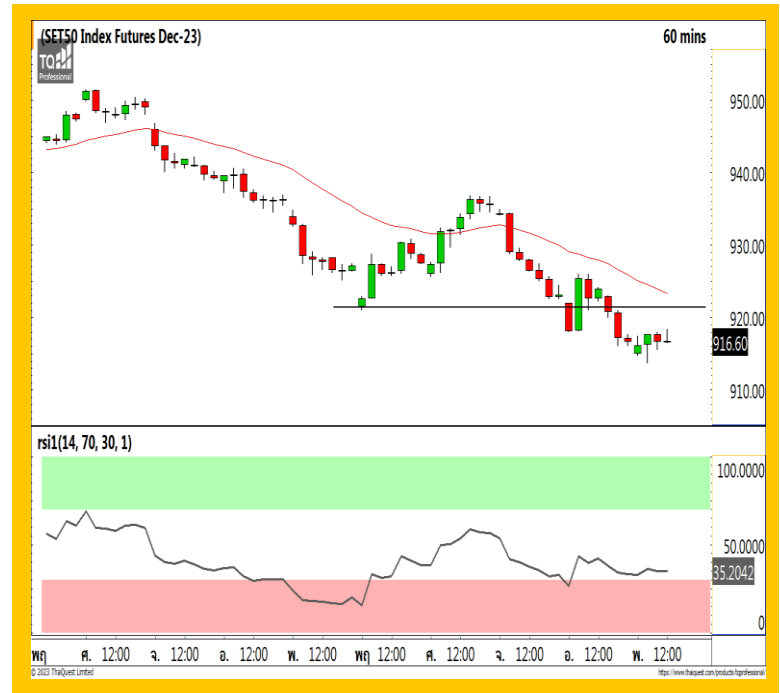 (SET50 Index Futures Dec-23) 60 mins
TQ
Professional
950.00
940.00
930.00
920.00
916.60
910.00
rsi1(14, 70, 30, 1)
100.0000
50.0000
35.2042
0
พฤ ศ. 12:00 จ. 12:00 อ. 12:00 พ. 12:00 พฤ 12:00 ศ. 12:00 จ. 12:00 อ. 12:00 พ. 12:00
© 2023 ThaiQuest Limited https://www.thaiquest.com/products/tqprofessional/